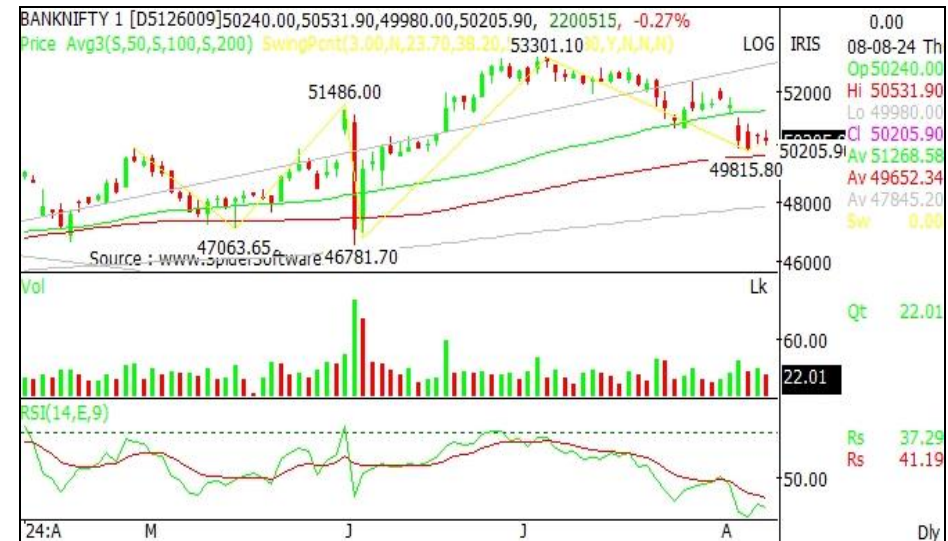 BANKNIFTY 1 [D5126009]50240.00,50531.90,49980.00,50205.90, 2200515, -0.27%
Price Avg3(S,50,S,100,S,200) SwingPcnt(3.00,N,23.70,38.20, 0,Y,N,N,N)
LOG
IRIS
0.00
08-08-24 Th
Op 50240.00
Hi 50531.90
Lo 49980.00
Cl 50205.90
Av 51268.58
Av 49652.34
Av 47845.20
Sw 0.00
53301.10
51486.00
52000
50205.90
49815.80
48000
47063.65
46781.70
46000
Source : www.SpiderSoftware
Vol
Lk
Qt 22.01
60.00
22.01
RSI(14,E,9)
Rs 37.29
Rs 41.19
50.00
'24:A M J J A
Dly